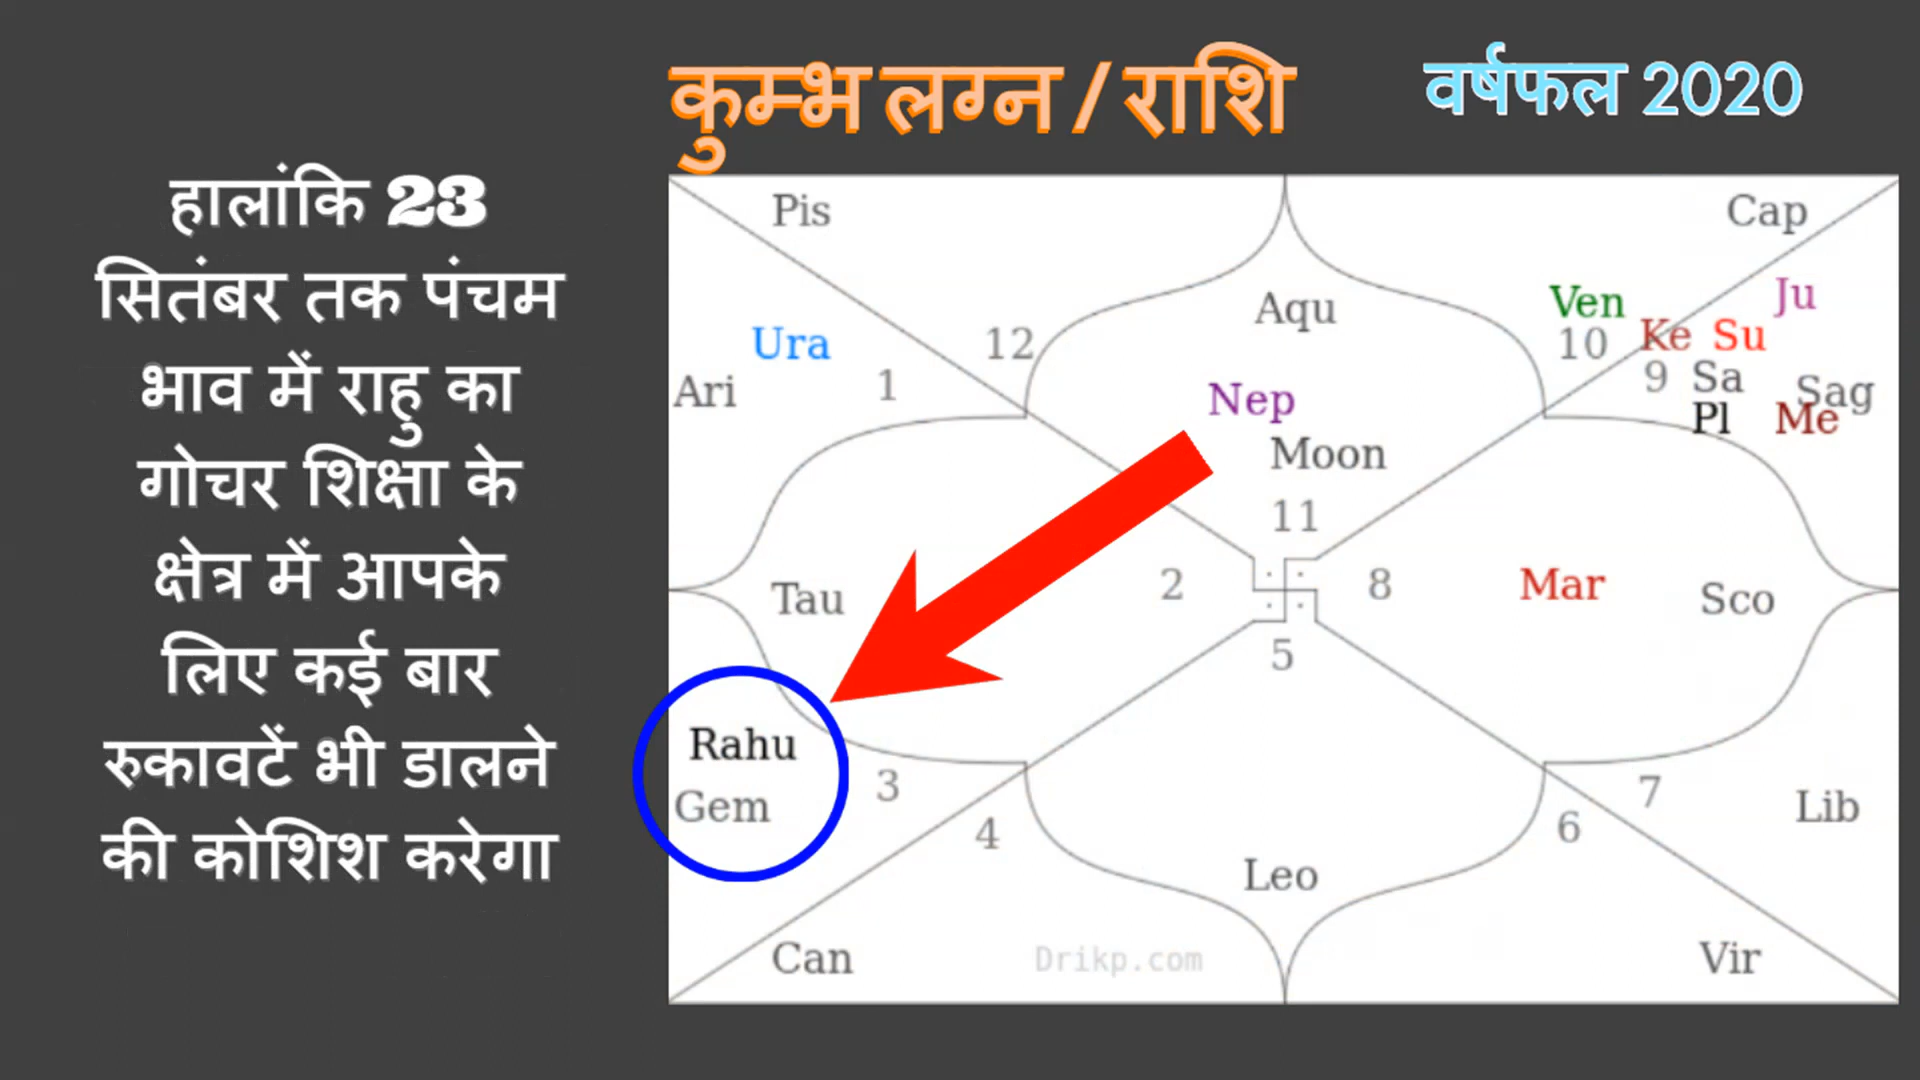 कुम्भ लग्न / राशि
वर्षफल 2020
हालांकि 23
सितंबर तक पंचम
भाव में राहु का
गोचर शिक्षा के
क्षेत्र में आपके
लिए कई बार
रुकावटें भी डालने
की कोशिश करेगा
Pis
Cap
Aqu
Ven
Ju
Ura
12
10
Ke
Su
Ari
1
Nep
9
Sa
Sag
Pl
Me
Moon
11
Tau
2
8
Mar
Sco
5
Rahu
Gem
3
4
6
7
Lib
Leo
Can
Drikp.com
Vir